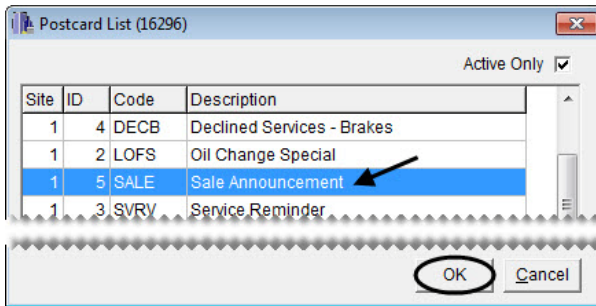 Postcard List (16296)
Active Only
Site ID Code Description
1 4 DECB Declined Services - Brakes
1 2 LOFS Oil Change Special
1 5 SALE Sale Announcement
1 3 SVRV Service Reminder
OK Cancel